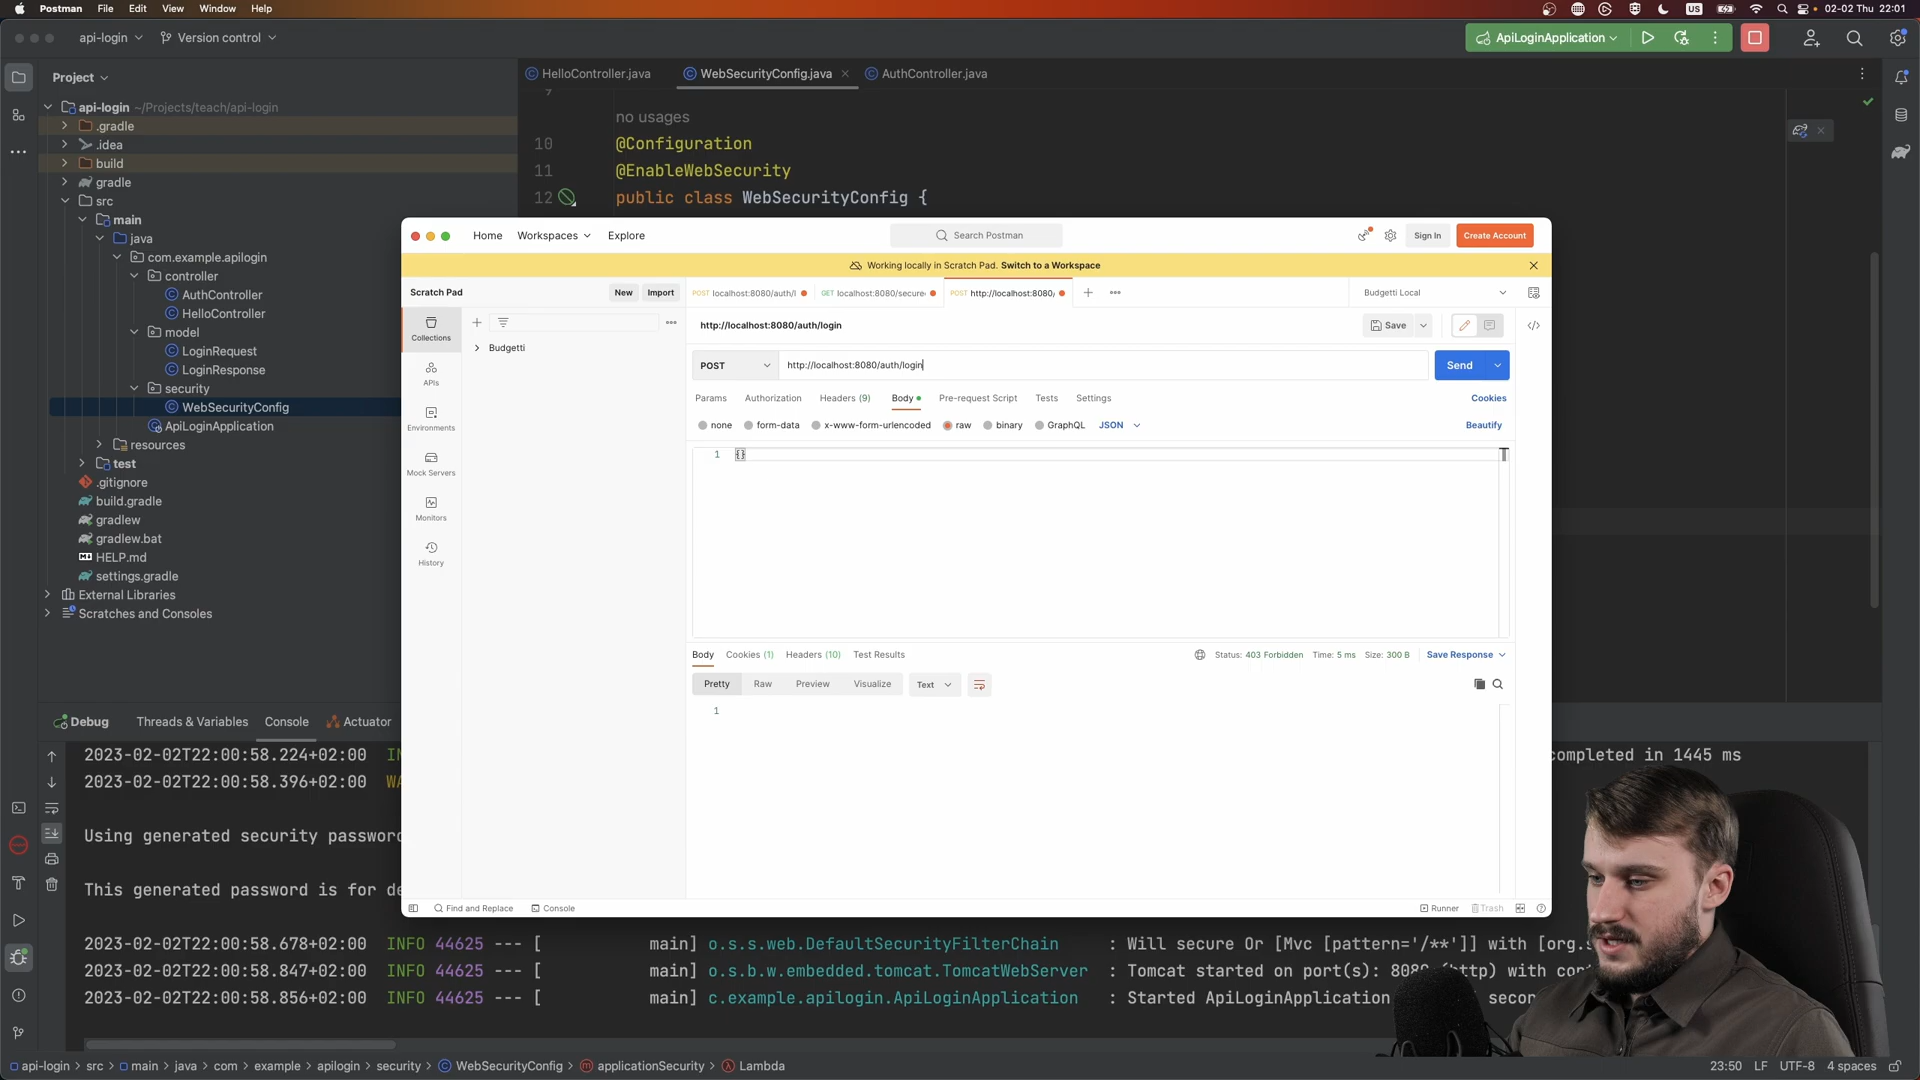 Postman File Edit View Window Help
US 02-02 Thu 22:01
api-login Version control
ApiLoginApplication
Project
HelloController.java WebSecurityConfig.java AuthController.java
api-login ~/Projects/teach/api-login
.gradle
.idea
build
gradle
src
main
java
com.example.apilogin
controller
AuthController
HelloController
model
LoginRequest
LoginResponse
security
WebSecurityConfig
ApiLoginApplication
resources
test
.gitignore
build.gradle
gradlew
gradlew.bat
HELP.md
settings.gradle
External Libraries
Scratches and Consoles
9
no usages
10 @Configuration
11 @EnableWebSecurity
12 public class WebSecurityConfig {
Home Workspaces Explore
Search Postman
Sign In Create Account
Working locally in Scratch Pad. Switch to a Workspace
Scratch Pad New Import
POST localhost:8080/auth/l GET localhost:8080/secure POST http://localhost:8080/
Budgetti Local
Collections
APIs
Environments
Mock Servers
Monitors
History
Budgetti
http://localhost:8080/auth/login
Save
POST http://localhost:8080/auth/login Send
Params Authorization Headers (9) Body Pre-request Script Tests Settings Cookies
none form-data x-www-form-urlencoded raw binary GraphQL JSON Beautify
1 {}
Body Cookies (1) Headers (10) Test Results Status: 403 Forbidden Time: 5 ms Size: 300 B Save Response
Pretty Raw Preview Visualize Text
1
Find and Replace Console Runner Trash
Debug Threads & Variables Console Actuator
2023-02-02T22:00:58.224+02:00 IN completed in 1445 ms
2023-02-02T22:00:58.396+02:00 WA
Using generated security password
This generated password is for de
2023-02-02T22:00:58.678+02:00 INFO 44625 --- [ main] o.s.s.web.DefaultSecurityFilterChain : Will secure Or [Mvc [pattern='/**']] with [org.s
2023-02-02T22:00:58.847+02:00 INFO 44625 --- [ main] o.s.b.w.embedded.tomcat.TomcatWebServer : Tomcat started on port(s): 8080 (http) with con
2023-02-02T22:00:58.856+02:00 INFO 44625 --- [ main] c.example.apilogin.ApiLoginApplication : Started ApiLoginApplication secon
api-login > src > main > java > com > example > apilogin > security > WebSecurityConfig > applicationSecurity > Lambda
23:50 LF UTF-8 4 spaces